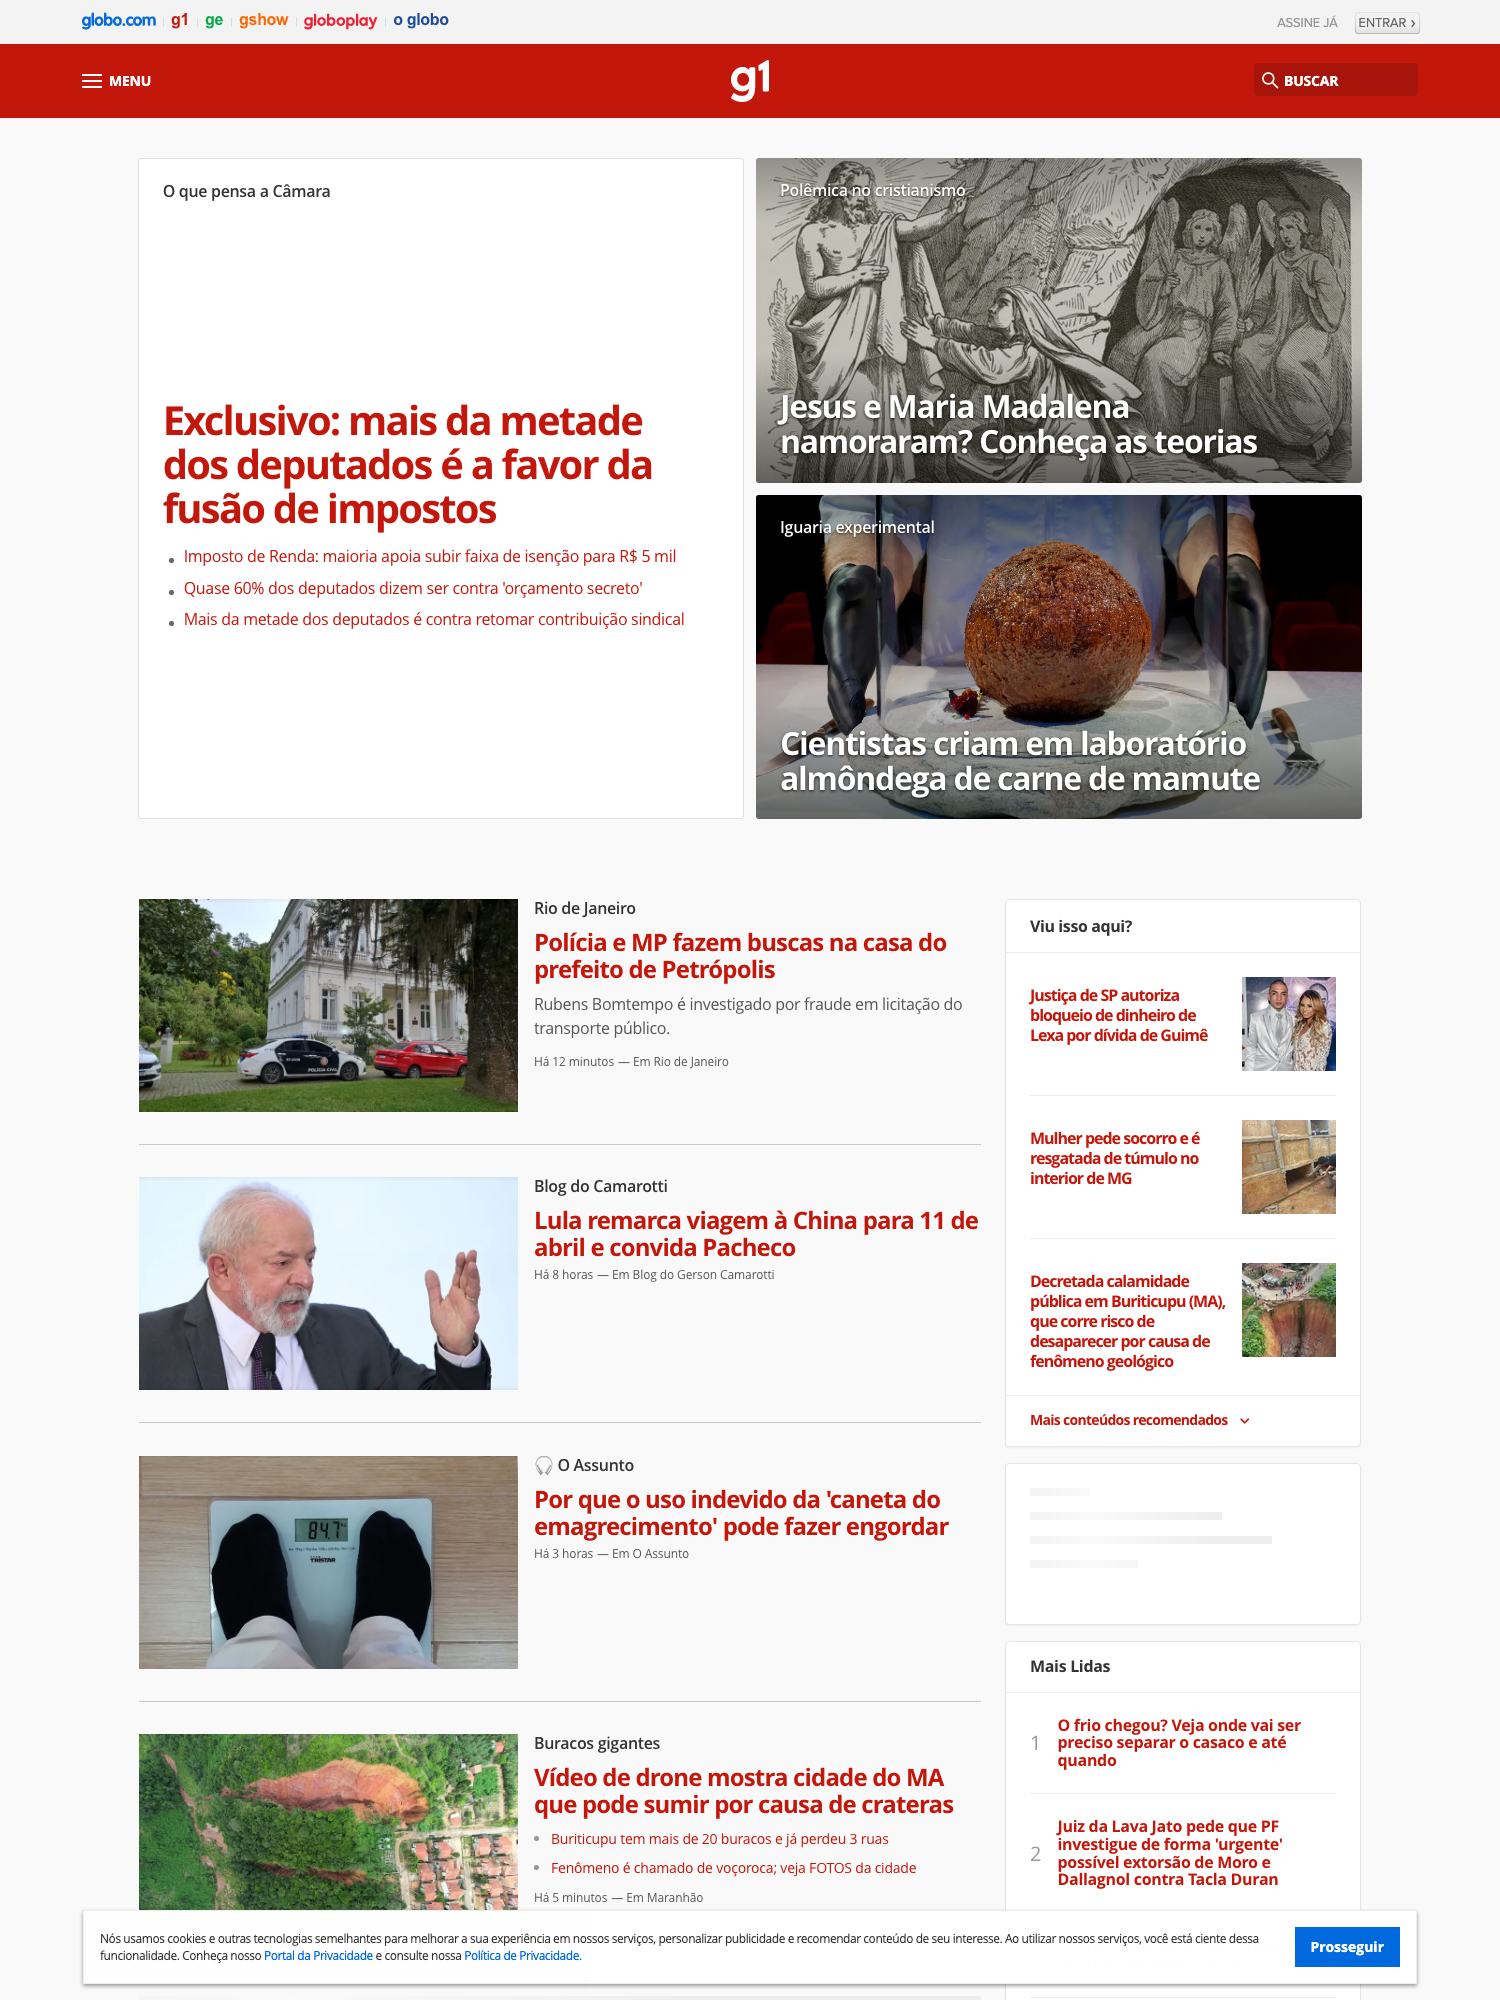 globo.com g1 ge gshow globoplay o globo
ASSINE JÁ ENTRAR ›
MENU
g1
BUSCAR
O que pensa a Câmara
Exclusivo: mais da metade
dos deputados é a favor da
fusão de impostos
Imposto de Renda: maioria apoia subir faixa de isenção para R$ 5 mil
Quase 60% dos deputados dizem ser contra 'orçamento secreto'
Mais da metade dos deputados é contra retomar contribuição sindical
Polêmica no cristianismo
Jesus e Maria Madalena
namoraram? Conheça as teorias
Iguaria experimental
Cientistas criam em laboratório
almôndega de carne de mamute
Rio de Janeiro
Polícia e MP fazem buscas na casa do
prefeito de Petrópolis
Rubens Bomtempo é investigado por fraude em licitação do
transporte público.
Há 12 minutos — Em Rio de Janeiro
POLÍCIA CIVIL
Blog do Camarotti
Lula remarca viagem à China para 11 de
abril e convida Pacheco
Há 8 horas — Em Blog do Gerson Camarotti
84.7
TRISTAR
O Assunto
Por que o uso indevido da 'caneta do
emagrecimento' pode fazer engordar
Há 3 horas — Em O Assunto
Buracos gigantes
Vídeo de drone mostra cidade do MA
que pode sumir por causa de crateras
Buriticupu tem mais de 20 buracos e já perdeu 3 ruas
Fenômeno é chamado de voçoroca; veja FOTOS da cidade
Há 5 minutos — Em Maranhão
Viu isso aqui?
Justiça de SP autoriza
bloqueio de dinheiro de
Lexa por dívida de Guimê
Mulher pede socorro e é
resgatada de túmulo no
interior de MG
Decretada calamidade
pública em Buriticupu (MA),
que corre risco de
desaparecer por causa de
fenômeno geológico
Mais conteúdos recomendados
Mais Lidas
1
O frio chegou? Veja onde vai ser
preciso separar o casaco e até
quando
2
Juiz da Lava Jato pede que PF
investigue de forma 'urgente'
possível extorsão de Moro e
Dallagnol contra Tacla Duran
Nós usamos cookies e outras tecnologias semelhantes para melhorar a sua experiência em nossos serviços, personalizar publicidade e recomendar conteúdo de seu interesse. Ao utilizar nossos serviços, você está ciente dessa
funcionalidade. Conheça nosso Portal da Privacidade e consulte nossa Política de Privacidade.
Prosseguir